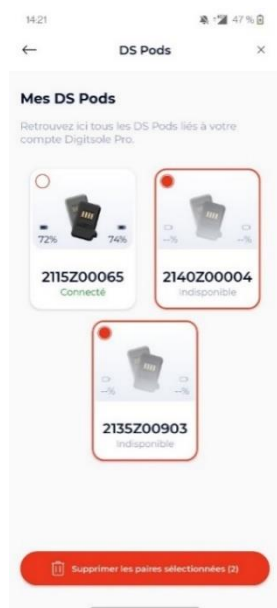 14:21
47 %
DS Pods
Mes DS Pods
Retrouvez ici tous les DS Pods liés à votre
compte Digitsole Pro.
72% 74%
--% --%
2115Z00065 2140Z00004
Connecté Indisponible
--% --%
2135Z00903
Indisponible
Supprimer les paires sélectionnées (2)